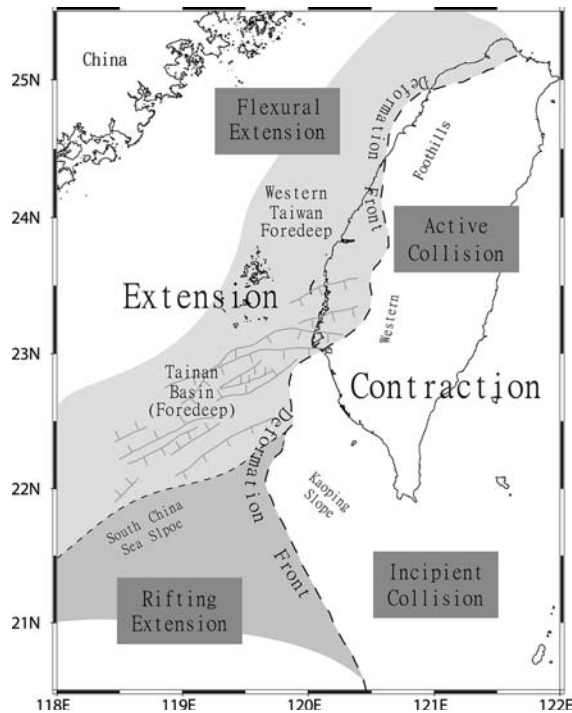 25N
24N
23N
22N
21N
118E
119E
120E
121E
122E
China
Flexural
Extension
Deformation
Front
Foothills
Western
Western
Taiwan
Foredeep
Active
Collision
Extension
Contraction
Tainan
Basin
(Foredeep)
Deformation
Front
Kaoping
Slope
South China
Sea Slpoe
Rifting
Extension
Incipient
Collision